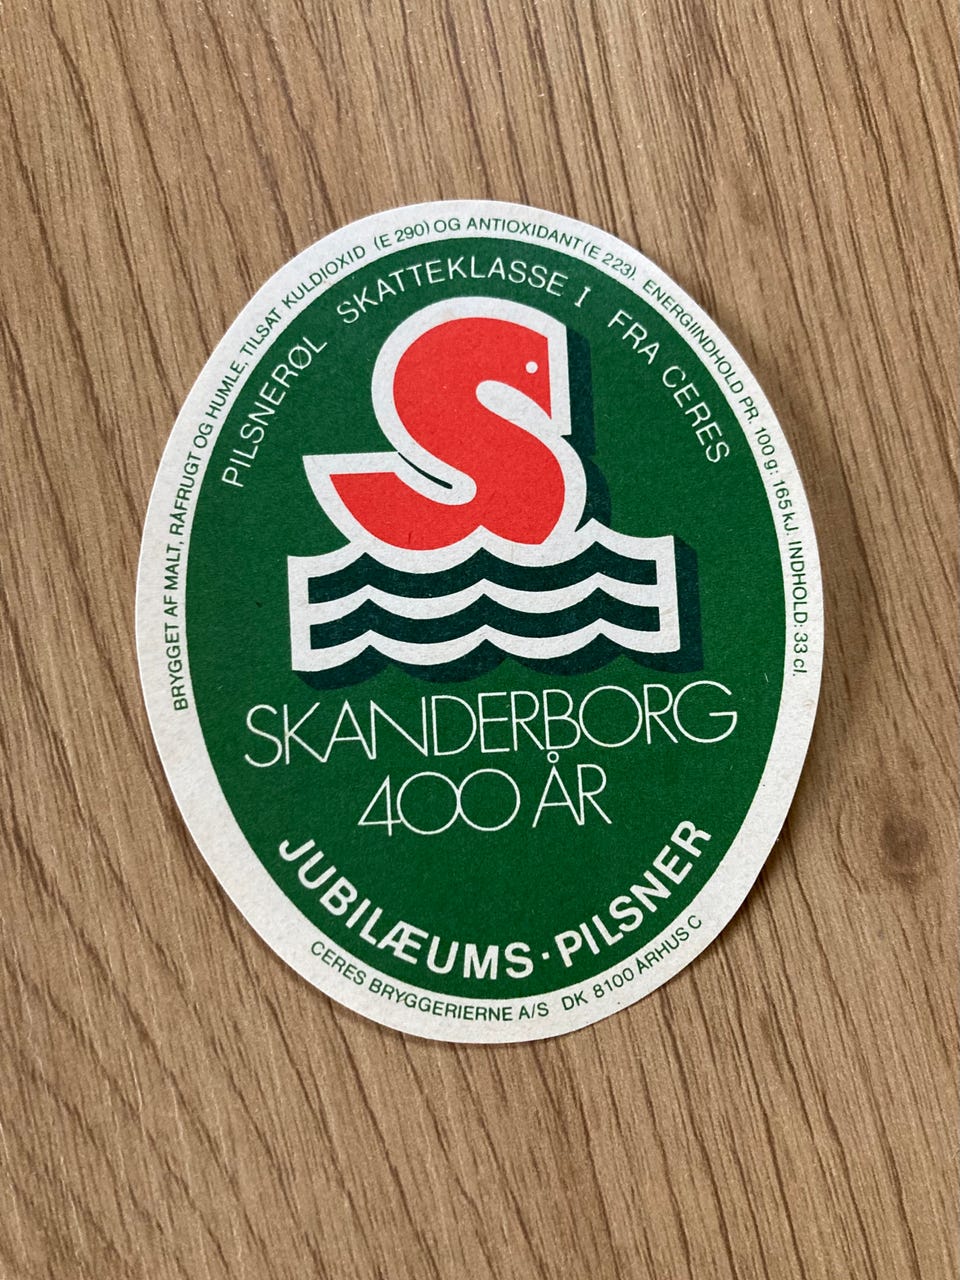 BRYGGET AF MALT, RÅFRUGT OG HUMLE, TILSAT KULDIOXID (E 290) OG ANTIOXIDANT (E 223). ENERGIINDHOLD PR. 100 g: 165 kJ. INDHOLD: 33 cl.
PILSNERØL SKATTEKLASSE I FRA CERES
SKANDERBORG
400 ÅR
JUBILÆUMS·PILSNER
CERES BRYGGERIERNE A/S DK 8100 ÅRHUS C